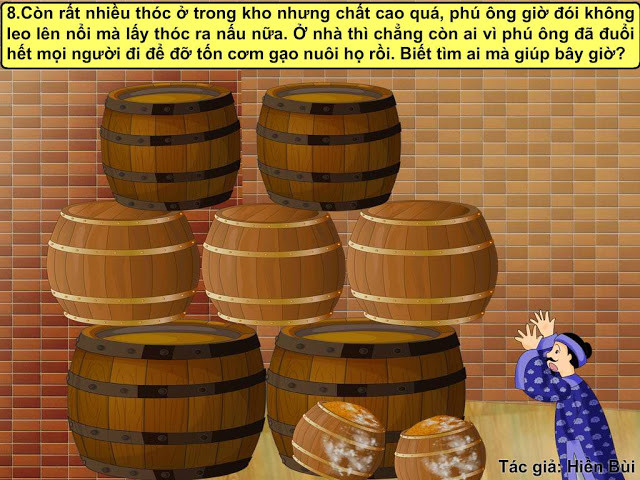 8.Còn rất nhiều thóc ở trong kho nhưng chất cao quá, phú ông giờ đói không
leo lên nổi mà lấy thóc ra nấu nữa. Ở nhà thì chẳng còn ai vì phú ông đã đuổi
hết mọi người đi để đỡ tốn cơm gạo nuôi họ rồi. Biết tìm ai mà giúp bây giờ?
Tác giả: Hiên Bùi